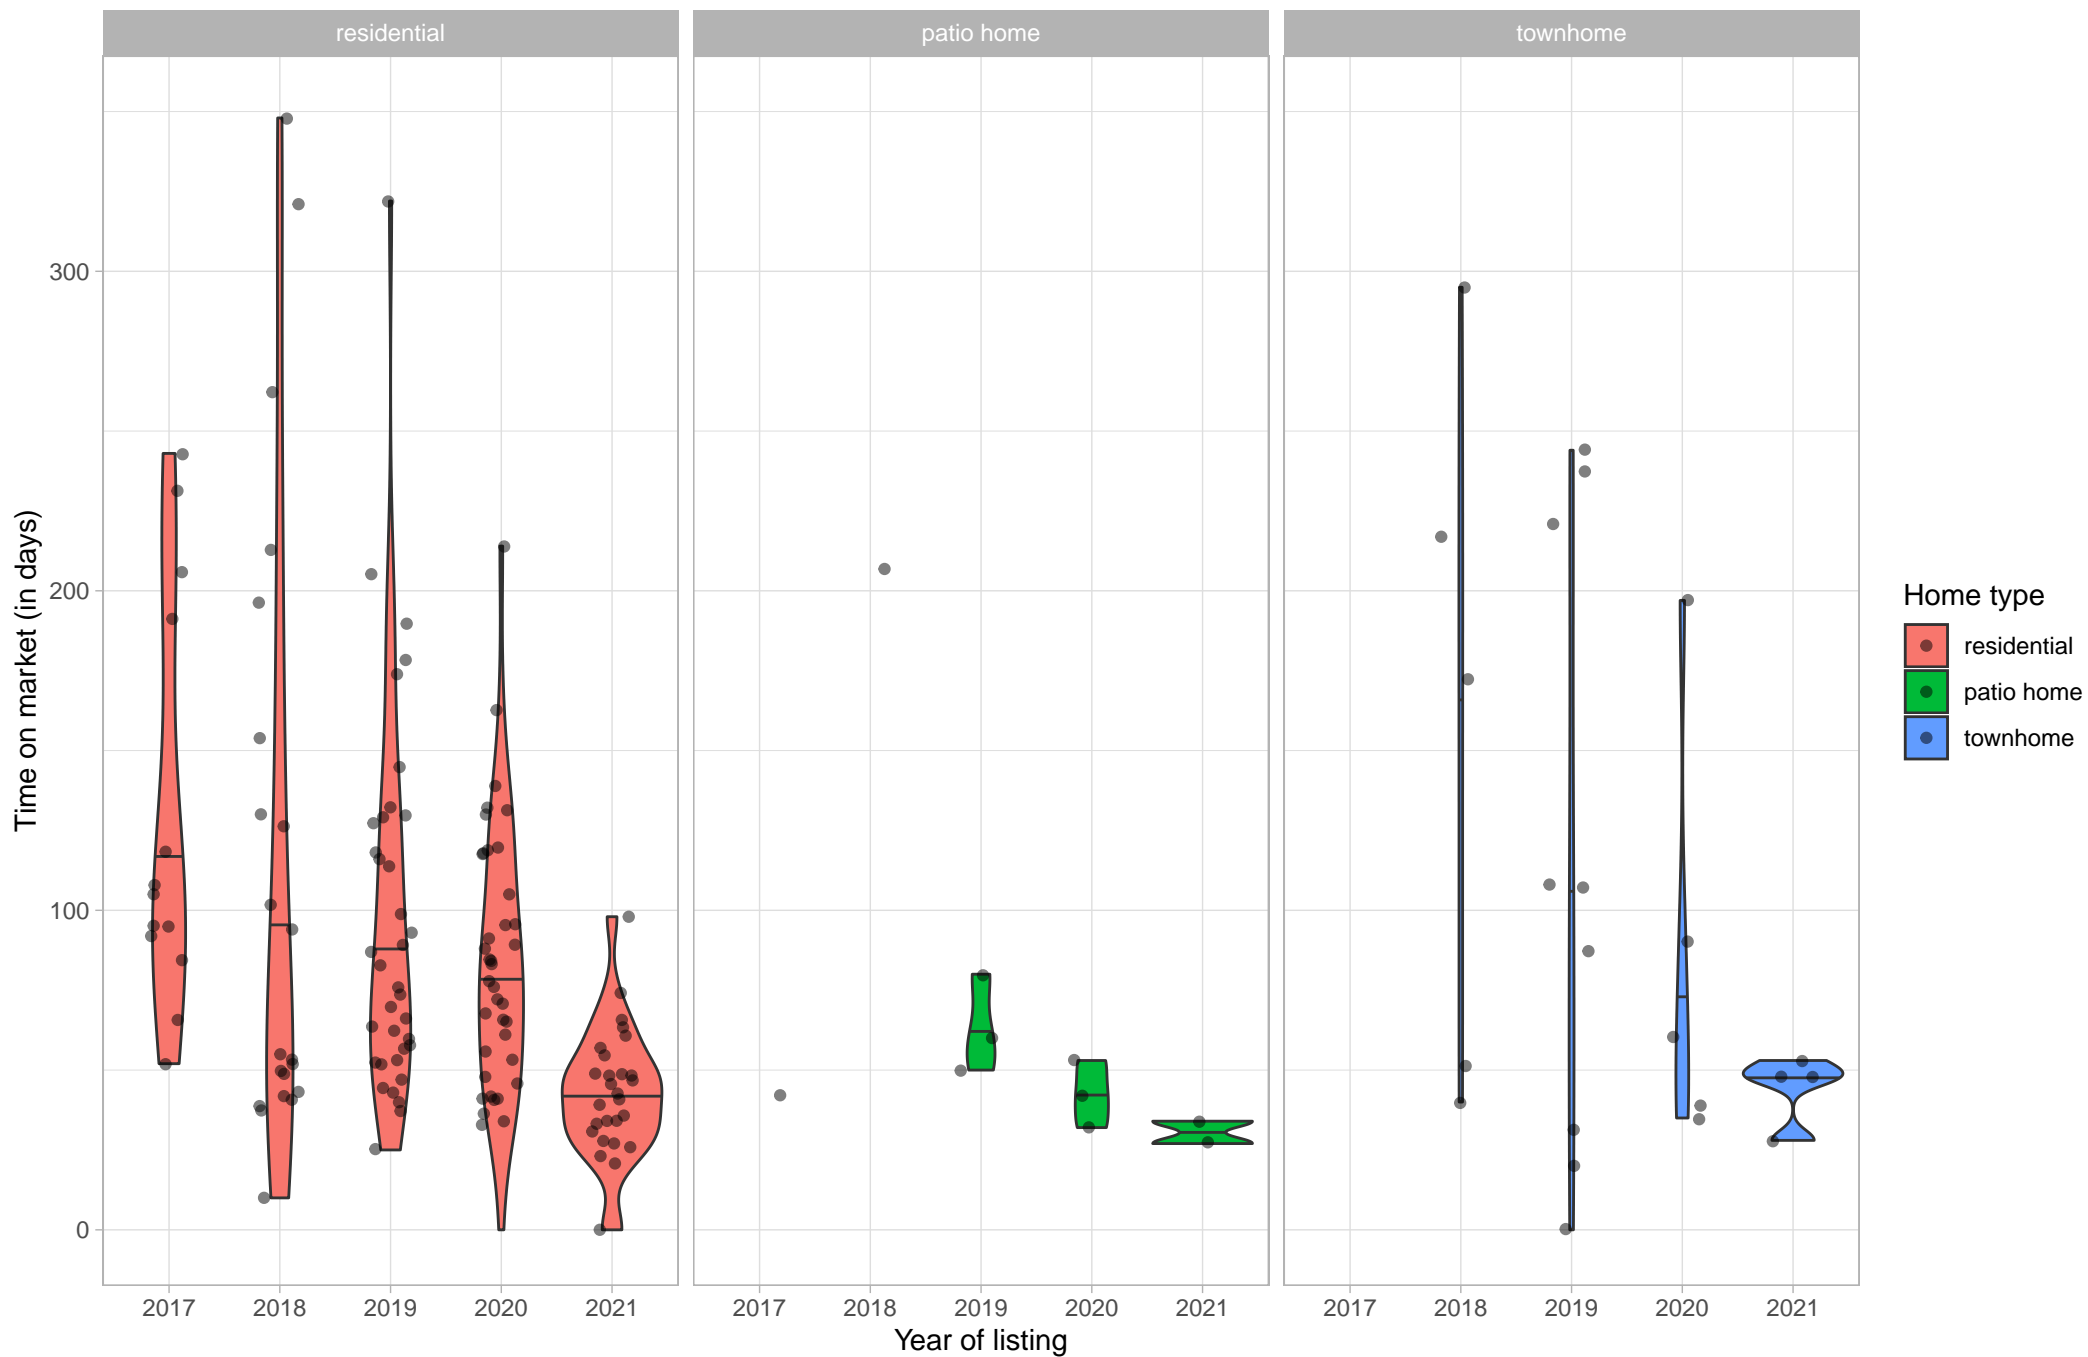 residential
patio home
townhome
Time on market (in days)
300
200
100
0
2017 2018 2019 2020 2021
2017 2018 2019 2020 2021
2017 2018 2019 2020 2021
Year of listing
Home type
residential
patio home
townhome